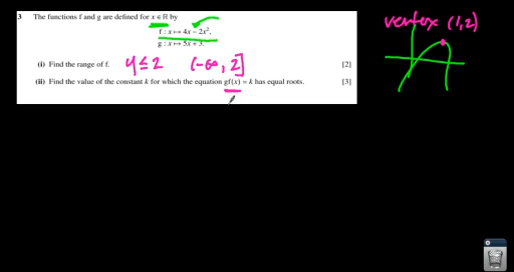 3 The functions f and g are defined for x ∈ ℝ by
f : x ↦ 4x − 2x²,
g : x ↦ 5x + 3.
(i) Find the range of f. y ≤ 2 (-∞, 2] [2]
(ii) Find the value of the constant k for which the equation gf(x) = k has equal roots. [3]
vertex (1,2)